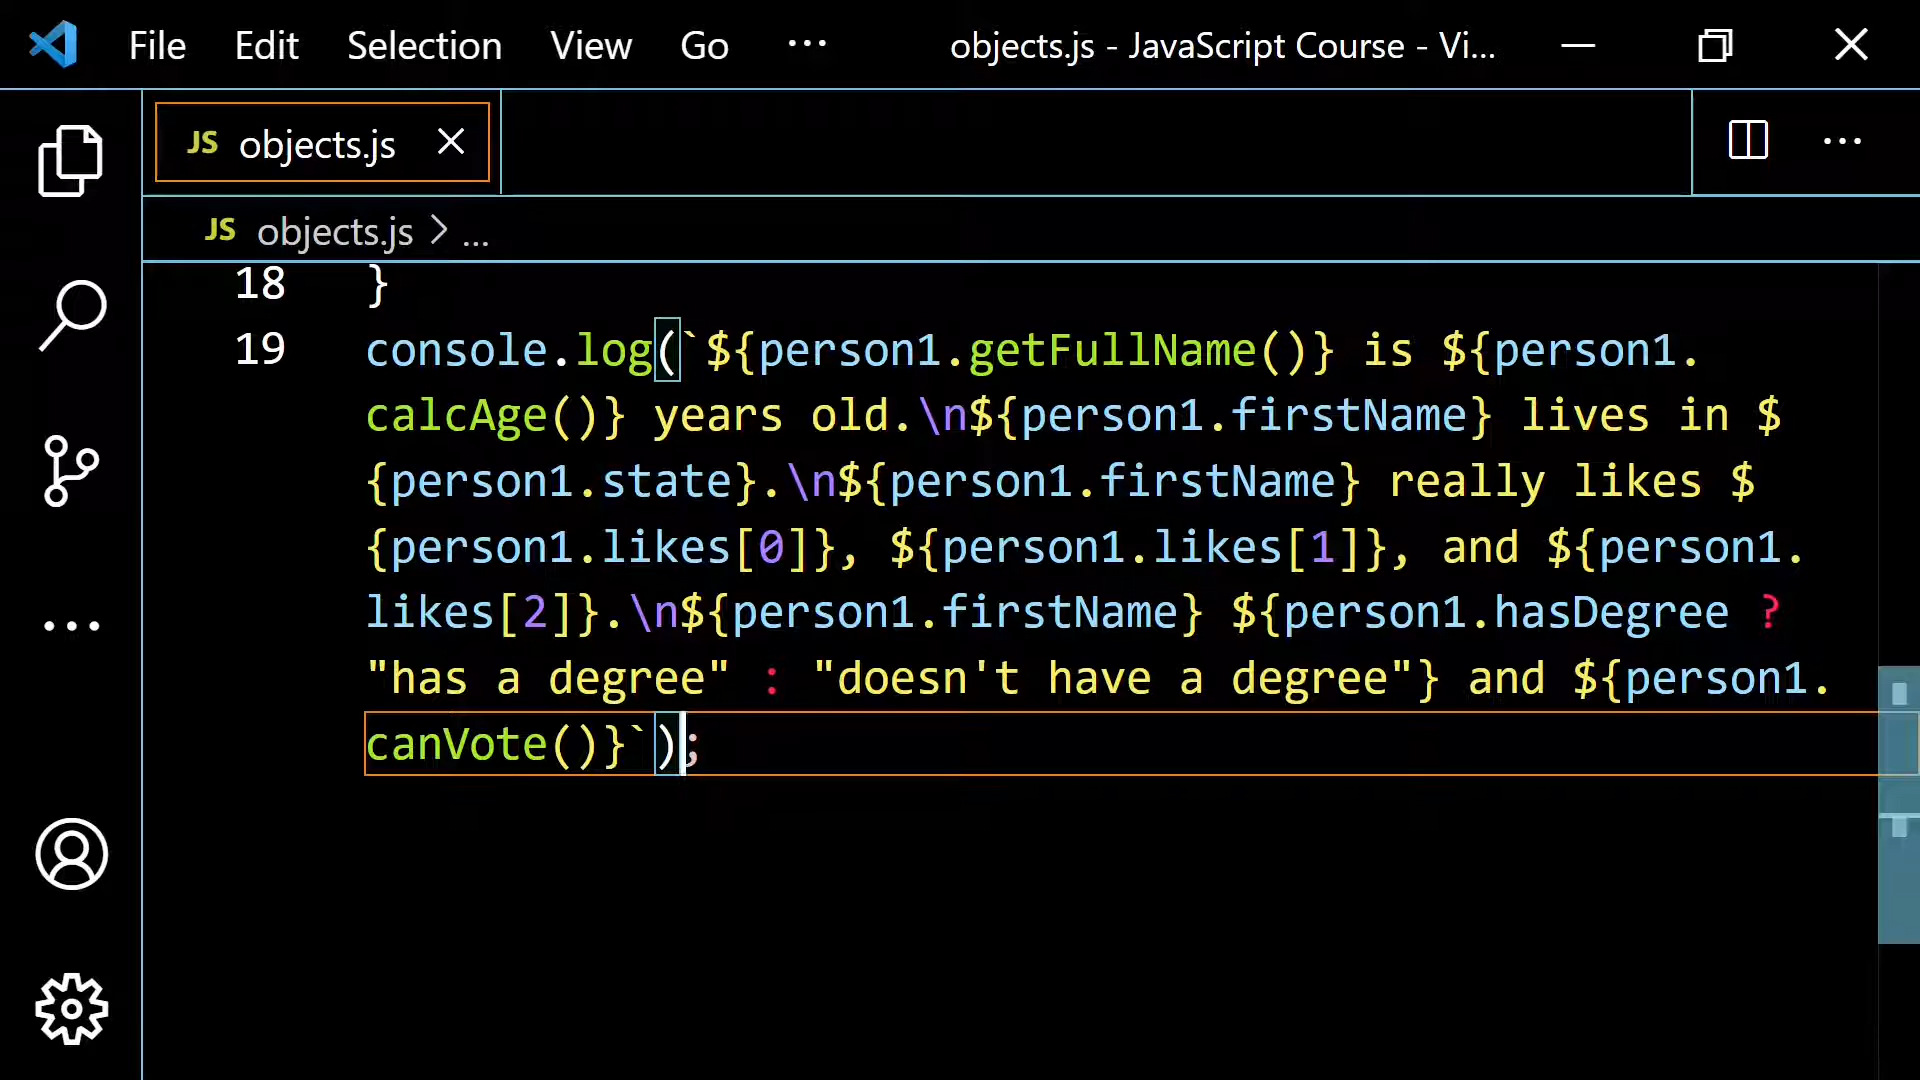 File Edit Selection View Go ··· objects.js - JavaScript Course - Vi...
JS objects.js
JS objects.js > ...
18 }
19 console.log(`${person1.getFullName()} is ${person1.
calcAge()} years old.\n${person1.firstName} lives in $
{person1.state}.\n${person1.firstName} really likes $
{person1.likes[0]}, ${person1.likes[1]}, and ${person1.
likes[2]}.\n${person1.firstName} ${person1.hasDegree ?
"has a degree" : "doesn't have a degree"} and ${person1.
canVote()}`);